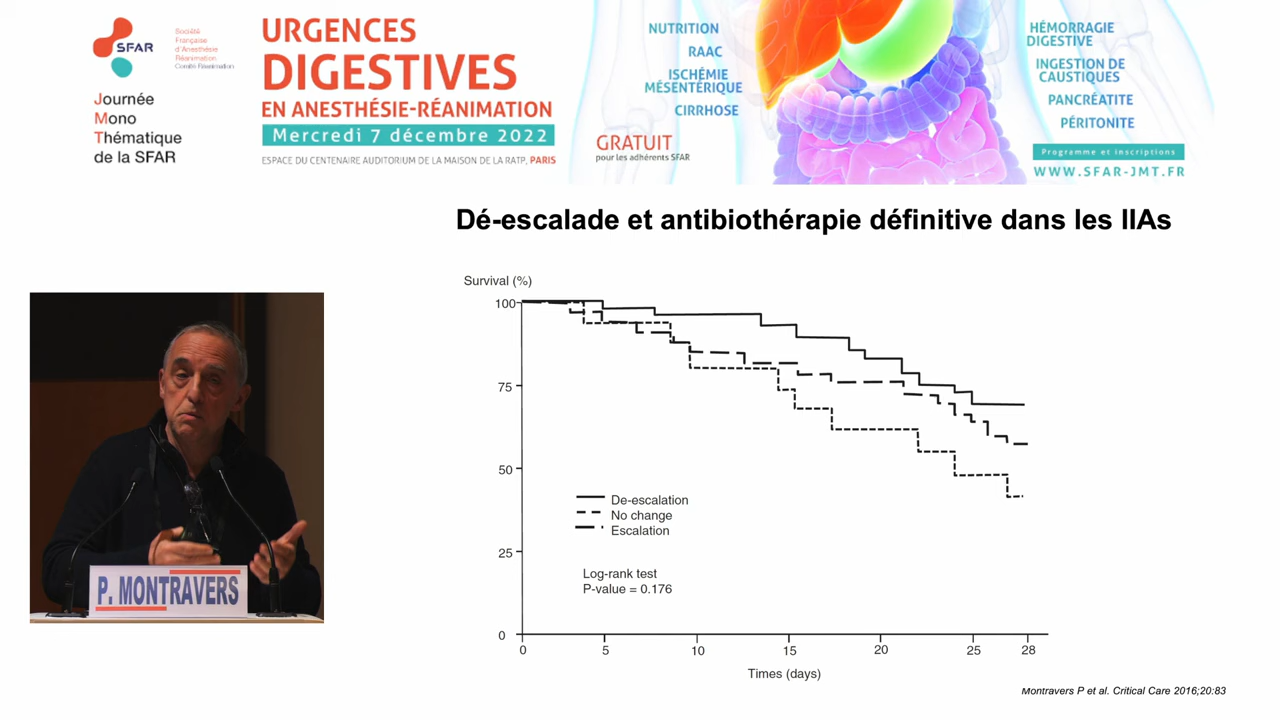 SFAR
Société
Française
d'Anesthésie
Réanimation
Comité Réanimation
Journée
Mono
Thématique
de la SFAR
URGENCES
DIGESTIVES
EN ANESTHÉSIE-RÉANIMATION
Mercredi 7 décembre 2022
ESPACE DU CENTENAIRE AUDITORIUM DE LA MAISON DE LA RATP, PARIS
NUTRITION
RAAC
ISCHÉMIE
MÉSENTÉRIQUE
CIRRHOSE
GRATUIT
pour les adhérents SFAR
HÉMORRAGIE
DIGESTIVE
INGESTION DE
CAUSTIQUES
PANCRÉATITE
PÉRITONITE
Programme et inscriptions
WWW.SFAR-JMT.FR
Dé-escalade et antibiothérapie définitive dans les IIAs
Survival (%)
100
75
50
25
0
De-escalation
No change
Escalation
Log-rank test
P-value = 0.176
0 5 10 15 20 25 28
Times (days)
P. MONTRAVERS
Montravers P et al. Critical Care 2016;20:83